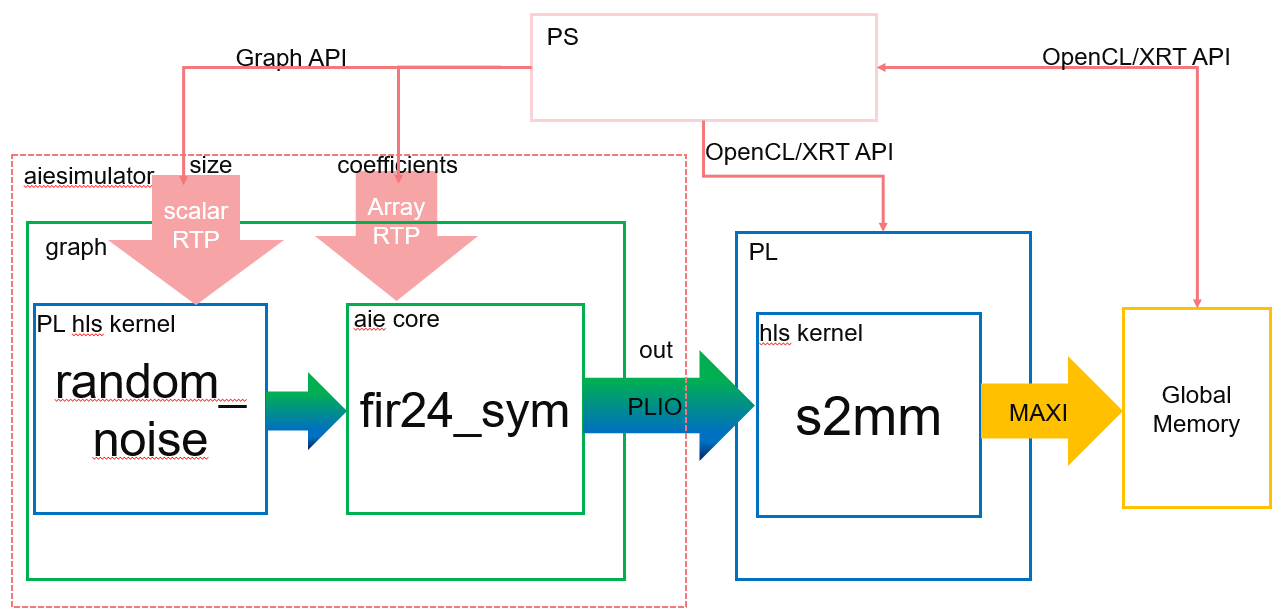 PS
Graph API
OpenCL/XRT API
OpenCL/XRT API
aiesimulator
size
coefficients
scalar
RTP
Array
RTP
graph
PL
PL hls kernel
random_
noise
aie core
fir24_sym
out
PLIO
hls kernel
s2mm
MAXI
Global
Memory